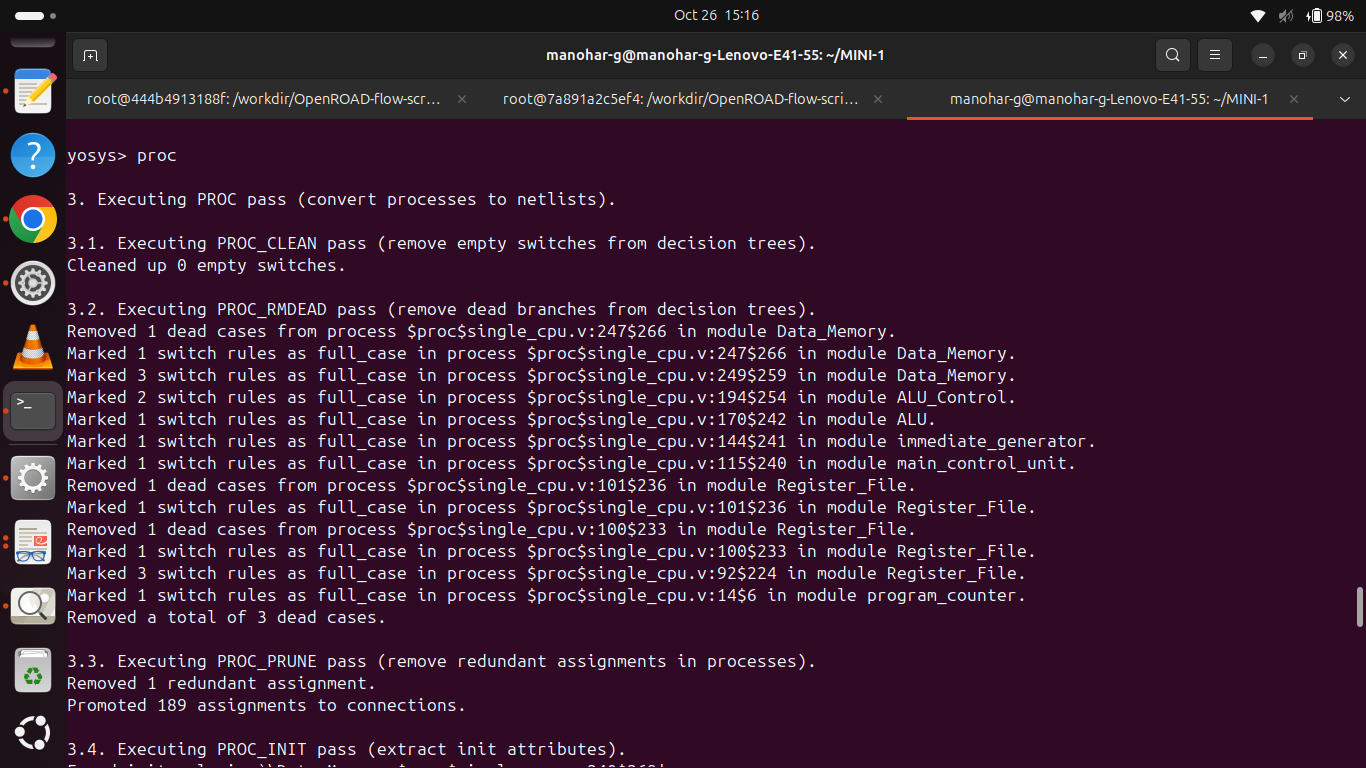 Oct 26 15:16
98%
manohar-g@manohar-g-Lenovo-E41-55: ~/MINI-1
root@444b4913188f: /workdir/OpenROAD-flow-scr...
root@7a891a2c5ef4: /workdir/OpenROAD-flow-scri...
manohar-g@manohar-g-Lenovo-E41-55: ~/MINI-1
yosys> proc
3. Executing PROC pass (convert processes to netlists).
3.1. Executing PROC_CLEAN pass (remove empty switches from decision trees).
Cleaned up 0 empty switches.
3.2. Executing PROC_RMDEAD pass (remove dead branches from decision trees).
Removed 1 dead cases from process $proc$single_cpu.v:247$266 in module Data_Memory.
Marked 1 switch rules as full_case in process $proc$single_cpu.v:247$266 in module Data_Memory.
Marked 3 switch rules as full_case in process $proc$single_cpu.v:249$259 in module Data_Memory.
Marked 2 switch rules as full_case in process $proc$single_cpu.v:194$254 in module ALU_Control.
Marked 1 switch rules as full_case in process $proc$single_cpu.v:170$242 in module ALU.
Marked 1 switch rules as full_case in process $proc$single_cpu.v:144$241 in module immediate_generator.
Marked 1 switch rules as full_case in process $proc$single_cpu.v:115$240 in module main_control_unit.
Removed 1 dead cases from process $proc$single_cpu.v:101$236 in module Register_File.
Marked 1 switch rules as full_case in process $proc$single_cpu.v:101$236 in module Register_File.
Removed 1 dead cases from process $proc$single_cpu.v:100$233 in module Register_File.
Marked 1 switch rules as full_case in process $proc$single_cpu.v:100$233 in module Register_File.
Marked 3 switch rules as full_case in process $proc$single_cpu.v:92$224 in module Register_File.
Marked 1 switch rules as full_case in process $proc$single_cpu.v:14$6 in module program_counter.
Removed a total of 3 dead cases.
3.3. Executing PROC_PRUNE pass (remove redundant assignments in processes).
Removed 1 redundant assignment.
Promoted 189 assignments to connections.
3.4. Executing PROC_INIT pass (extract init attributes).